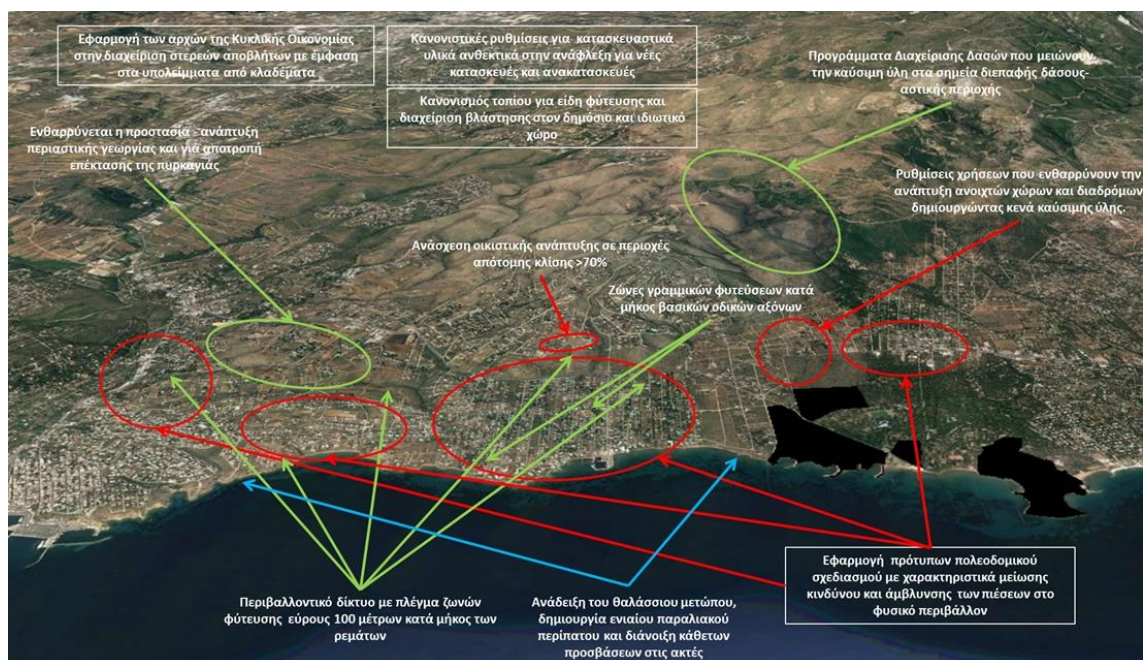 Εφαρμογή των αρχών της Κυκλικής Οικονομίας
στην διαχείριση στερεών αποβλήτων με έμφαση
στα υπολείμματα από κλαδέματα
Κανονιστικές ρυθμίσεις για κατασκευαστικά
υλικά ανθεκτικά στην ανάφλεξη για νέες
κατασκευές και ανακατασκευές
Κανονισμός τοπίου για είδη φύτευσης και
διαχείριση βλάστησης στον δημόσιο και ιδιωτικό
χώρο
Προγράμματα Διαχείρισης Δασών που μειώνουν
την καύσιμη ύλη στα σημεία διεπαφής δάσους-
αστικής περιοχής
Ενθαρρύνεται η προστασία - ανάπτυξη
περιαστικής γεωργίας και για αποτροπή
επέκτασης της πυρκαγιάς
Ρυθμίσεις χρήσεων που ενθαρρύνουν την
ανάπτυξη ανοιχτών χώρων και διαδρόμων
δημιουργώντας κενά καύσιμης ύλης.
Ανάσχεση οικιστικής ανάπτυξης σε περιοχές
απότομης κλίσης >70%
Ζώνες γραμμικών φυτεύσεων κατά
μήκος βασικών οδικών αξόνων
Περιβαλλοντικό δίκτυο με πλέγμα ζωνών
φύτευσης εύρους 100 μέτρων κατά μήκος των
ρεμάτων
Ανάδειξη του θαλάσσιου μετώπου,
δημιουργία ενιαίου παραλιακού
περίπατου και διάνοιξη κάθετων
προσβάσεων στις ακτές
Εφαρμογή πρότυπων πολεοδομικού
σχεδιασμού με χαρακτηριστικά μείωσης
κινδύνου και άμβλυνσης των πιέσεων στο
φυσικό περιβάλλον